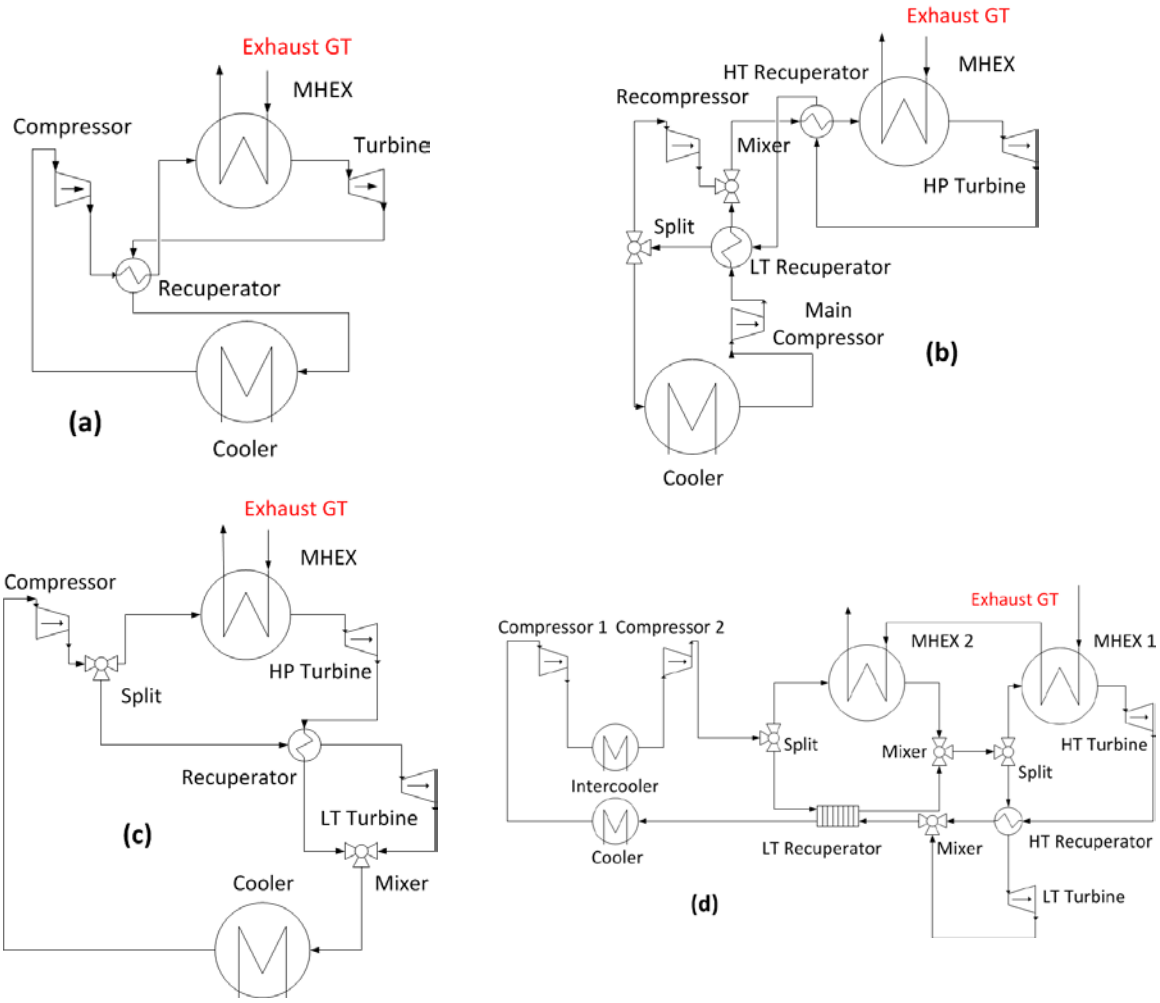 Exhaust GT
MHEX
Compressor
Turbine
Recuperator
Cooler
(a)
Exhaust GT
HT Recuperator
MHEX
Recompressor
Mixer
HP Turbine
Split
LT Recuperator
Main
Compressor
Cooler
(b)
Exhaust GT
MHEX
Compressor
HP Turbine
Split
Recuperator
LT Turbine
Mixer
Cooler
(c)
Exhaust GT
Compressor 1
Compressor 2
MHEX 2
MHEX 1
HT Turbine
Split
Mixer
Split
Intercooler
Cooler
LT Recuperator
Mixer
HT Recuperator
LT Turbine
(d)